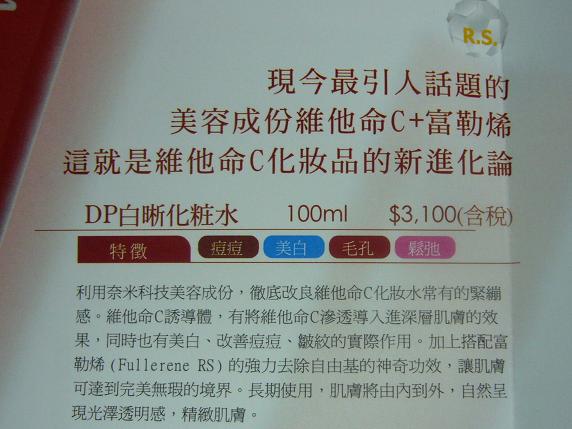 R.S.
現今最引人話題的
美容成份維他命C+富勒烯
這就是維他命C化妝品的新進化論
DP白晰化粧水 100ml $3,100(含稅)
特徵 痘痘 美白 毛孔 鬆弛
利用奈米科技美容成份，徹底改良維他命C化妝水常有的緊繃
感。維他命C誘導體，有將維他命C滲透導入進深層肌膚的效
果，同時也有美白、改善痘痘、皺紋的實際作用。加上搭配富
勒烯(Fullerene RS)的強力去除自由基的神奇功效，讓肌膚
可達到完美無瑕的境界。長期使用，肌膚將由內到外，自然呈
現光澤透明感，精緻肌膚。